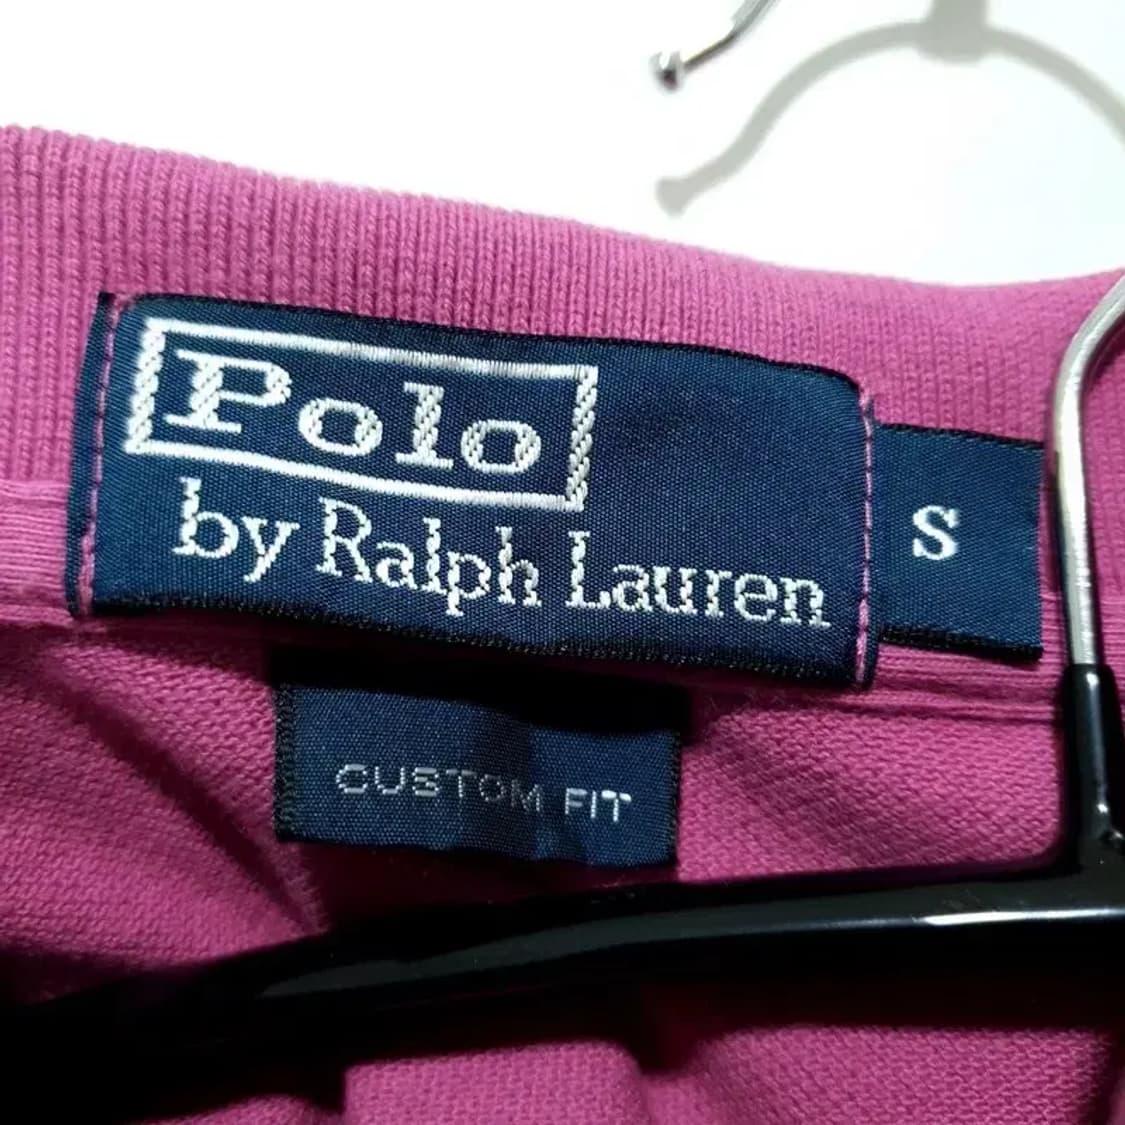 Polo
by Ralph Lauren
S
CUSTOM FIT